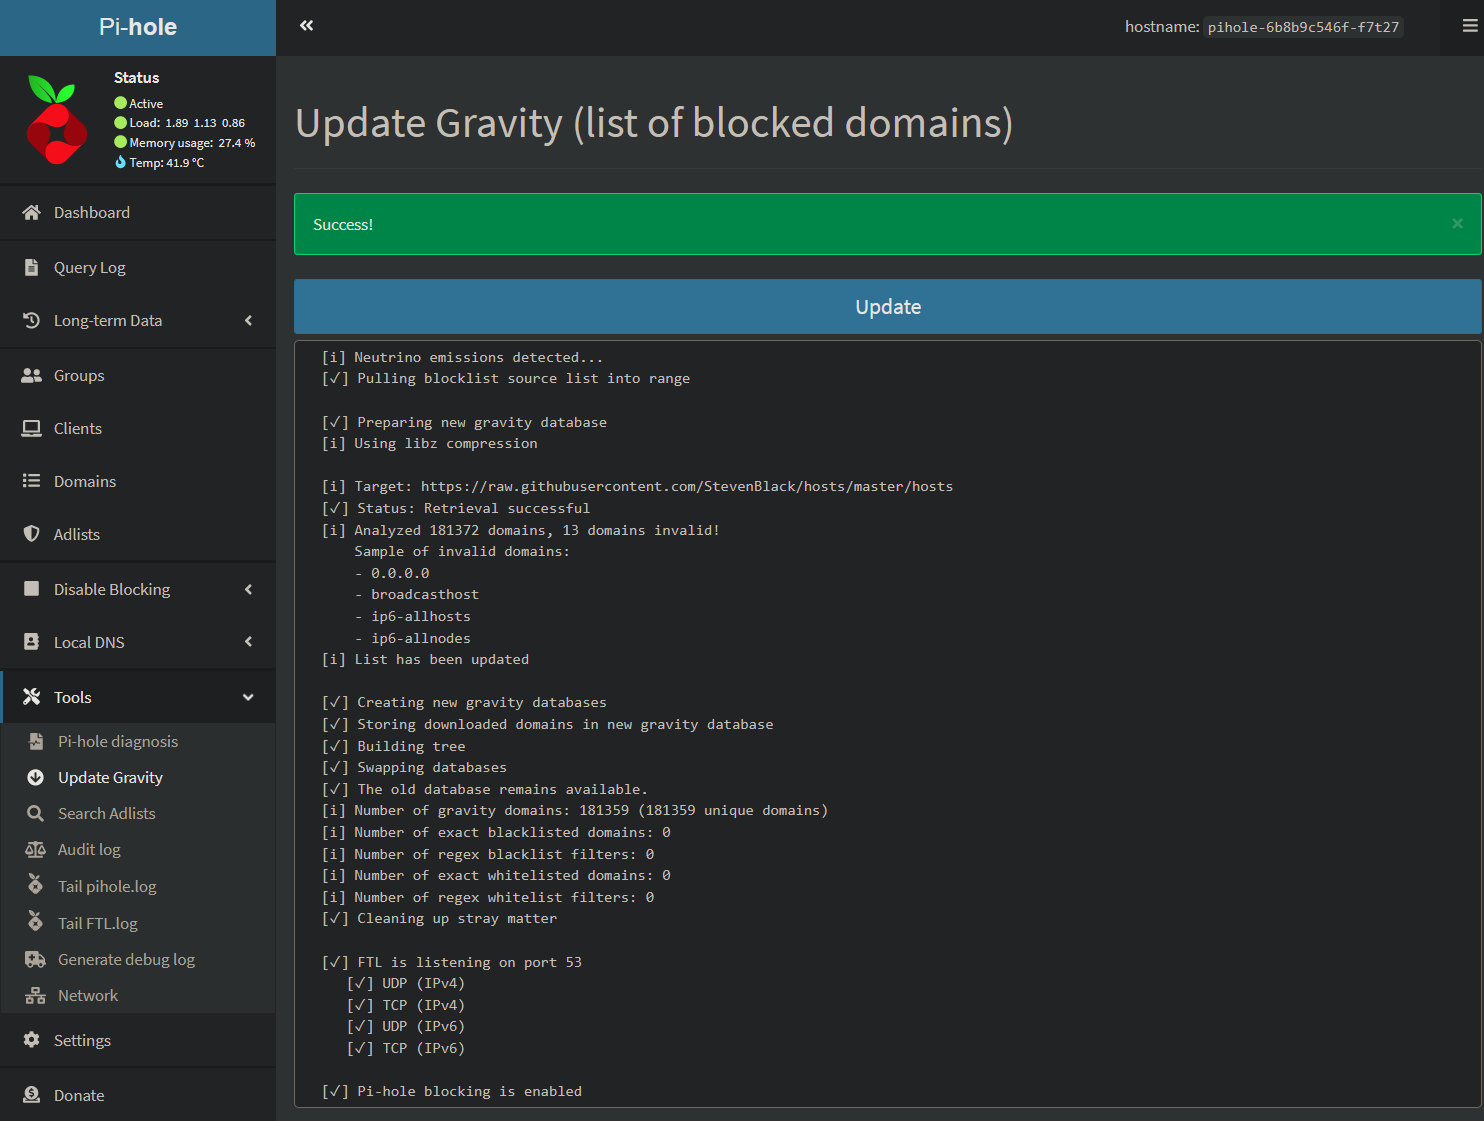 Pi-hole
hostname: pihole-6b8b9c546f-f7t27
Status
Active
Load: 1.89 1.13 0.86
Memory usage: 27.4 %
Temp: 41.9 °C
Dashboard
Query Log
Long-term Data
Groups
Clients
Domains
Adlists
Disable Blocking
Local DNS
Tools
Pi-hole diagnosis
Update Gravity
Search Adlists
Audit log
Tail pihole.log
Tail FTL.log
Generate debug log
Network
Settings
Donate
Update Gravity (list of blocked domains)
Success!
×
Update
[i] Neutrino emissions detected...
[✓] Pulling blocklist source list into range
[✓] Preparing new gravity database
[i] Using libz compression
[i] Target: https://raw.githubusercontent.com/StevenBlack/hosts/master/hosts
[✓] Status: Retrieval successful
[i] Analyzed 181372 domains, 13 domains invalid!
Sample of invalid domains:
- 0.0.0.0
- broadcasthost
- ip6-allhosts
- ip6-allnodes
[i] List has been updated
[✓] Creating new gravity databases
[✓] Storing downloaded domains in new gravity database
[✓] Building tree
[✓] Swapping databases
[✓] The old database remains available.
[i] Number of gravity domains: 181359 (181359 unique domains)
[i] Number of exact blacklisted domains: 0
[i] Number of regex blacklist filters: 0
[i] Number of exact whitelisted domains: 0
[i] Number of regex whitelist filters: 0
[✓] Cleaning up stray matter
[✓] FTL is listening on port 53
[✓] UDP (IPv4)
[✓] TCP (IPv4)
[✓] UDP (IPv6)
[✓] TCP (IPv6)
[✓] Pi-hole blocking is enabled